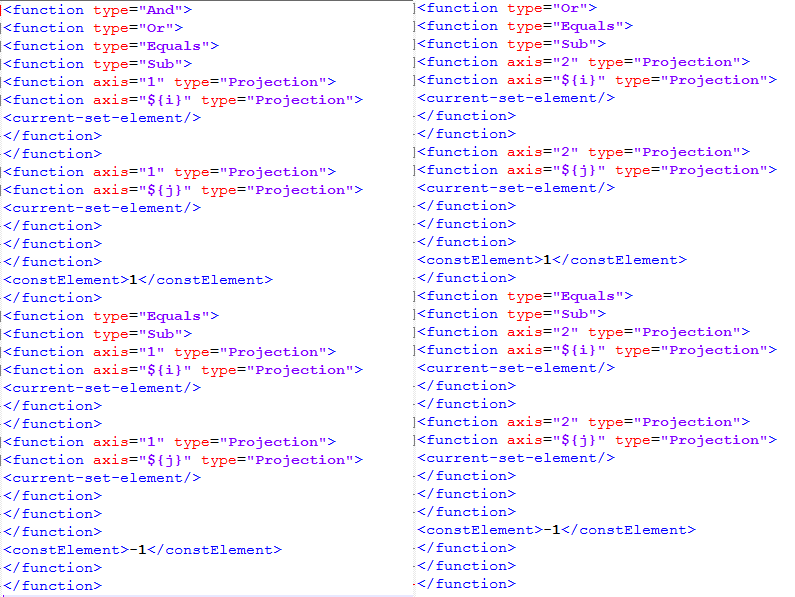 <function type="And">
<function type="Or">
<function type="Equals">
<function type="Sub">
<function axis="1" type="Projection">
<function axis="${i}" type="Projection">
<current-set-element/>
</function>
</function>
<function axis="1" type="Projection">
<function axis="${j}" type="Projection">
<current-set-element/>
</function>
</function>
</function>
<constElement>1</constElement>
</function>
<function type="Equals">
<function type="Sub">
<function axis="1" type="Projection">
<function axis="${i}" type="Projection">
<current-set-element/>
</function>
</function>
<function axis="1" type="Projection">
<function axis="${j}" type="Projection">
<current-set-element/>
</function>
</function>
</function>
<constElement>-1</constElement>
</function>
</function>
<function type="Or">
<function type="Equals">
<function type="Sub">
<function axis="2" type="Projection">
<function axis="${i}" type="Projection">
<current-set-element/>
</function>
</function>
<function axis="2" type="Projection">
<function axis="${j}" type="Projection">
<current-set-element/>
</function>
</function>
</function>
<constElement>1</constElement>
</function>
<function type="Equals">
<function type="Sub">
<function axis="2" type="Projection">
<function axis="${i}" type="Projection">
<current-set-element/>
</function>
</function>
<function axis="2" type="Projection">
<function axis="${j}" type="Projection">
<current-set-element/>
</function>
</function>
</function>
<constElement>-1</constElement>
</function>
</function>
</function>